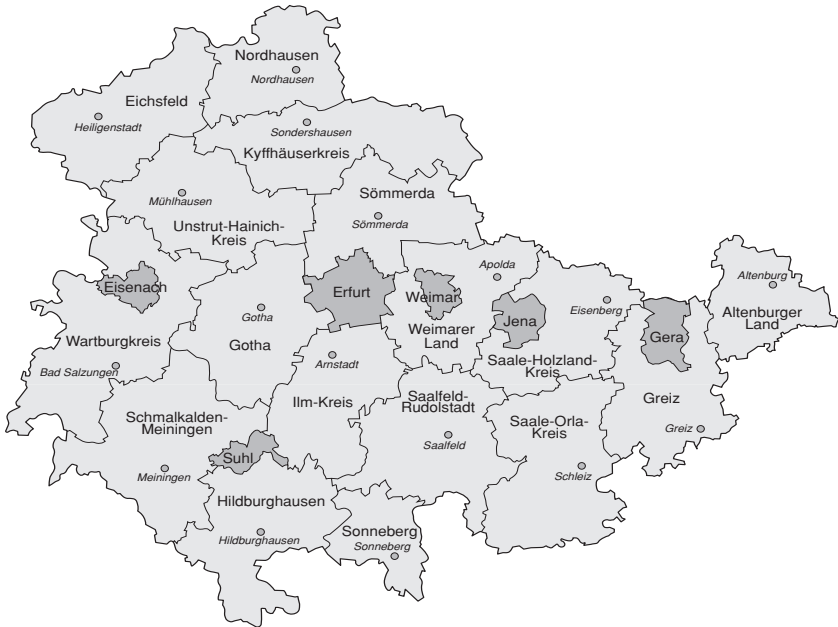 Nordhausen
Nordhausen
Eichsfeld
Heiligenstadt
Sondershausen
Kyffhäuserkreis
Mühlhausen
Unstrut-Hainich-
Kreis
Sömmerda
Sömmerda
Eisenach
Erfurt
Weimar
Apolda
Weimarer
Land
Jena
Eisenberg
Saale-Holzland-
Kreis
Gera
Altenburg
Altenburger
Land
Wartburgkreis
Bad Salzungen
Gotha
Gotha
Arnstadt
Ilm-Kreis
Saalfeld-
Rudolstadt
Saalfeld
Saale-Orla-
Kreis
Schleiz
Greiz
Greiz
Schmalkalden-
Meiningen
Meiningen
Suhl
Hildburghausen
Hildburghausen
Sonneberg
Sonneberg